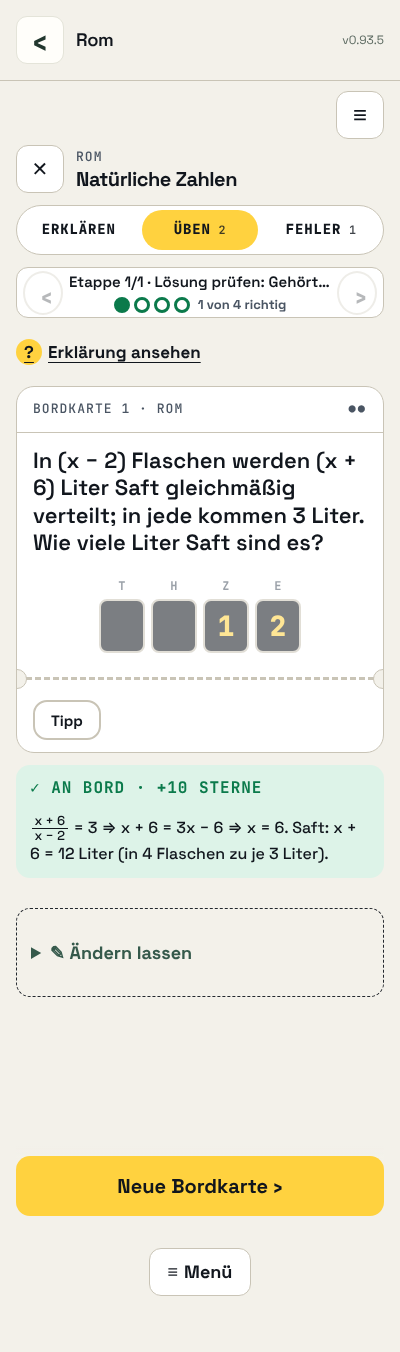 < Rom v0.93.5
≡
✕ ROM
Natürliche Zahlen
ERKLÄREN ÜBEN 2 FEHLER 1
< Etappe 1/1 · Lösung prüfen: Gehört… >
1 von 4 richtig
? Erklärung ansehen
BORDKARTE 1 · ROM ●●
In (x − 2) Flaschen werden (x +
6) Liter Saft gleichmäßig
verteilt; in jede kommen 3 Liter.
Wie viele Liter Saft sind es?
T H Z E
1 2
Tipp
✓ AN BORD · +10 STERNE
(x + 6)/(x − 2) = 3 ⇒ x + 6 = 3x − 6 ⇒ x = 6. Saft: x +
6 = 12 Liter (in 4 Flaschen zu je 3 Liter).
▶ ✎ Ändern lassen
Neue Bordkarte >
≡ Menü